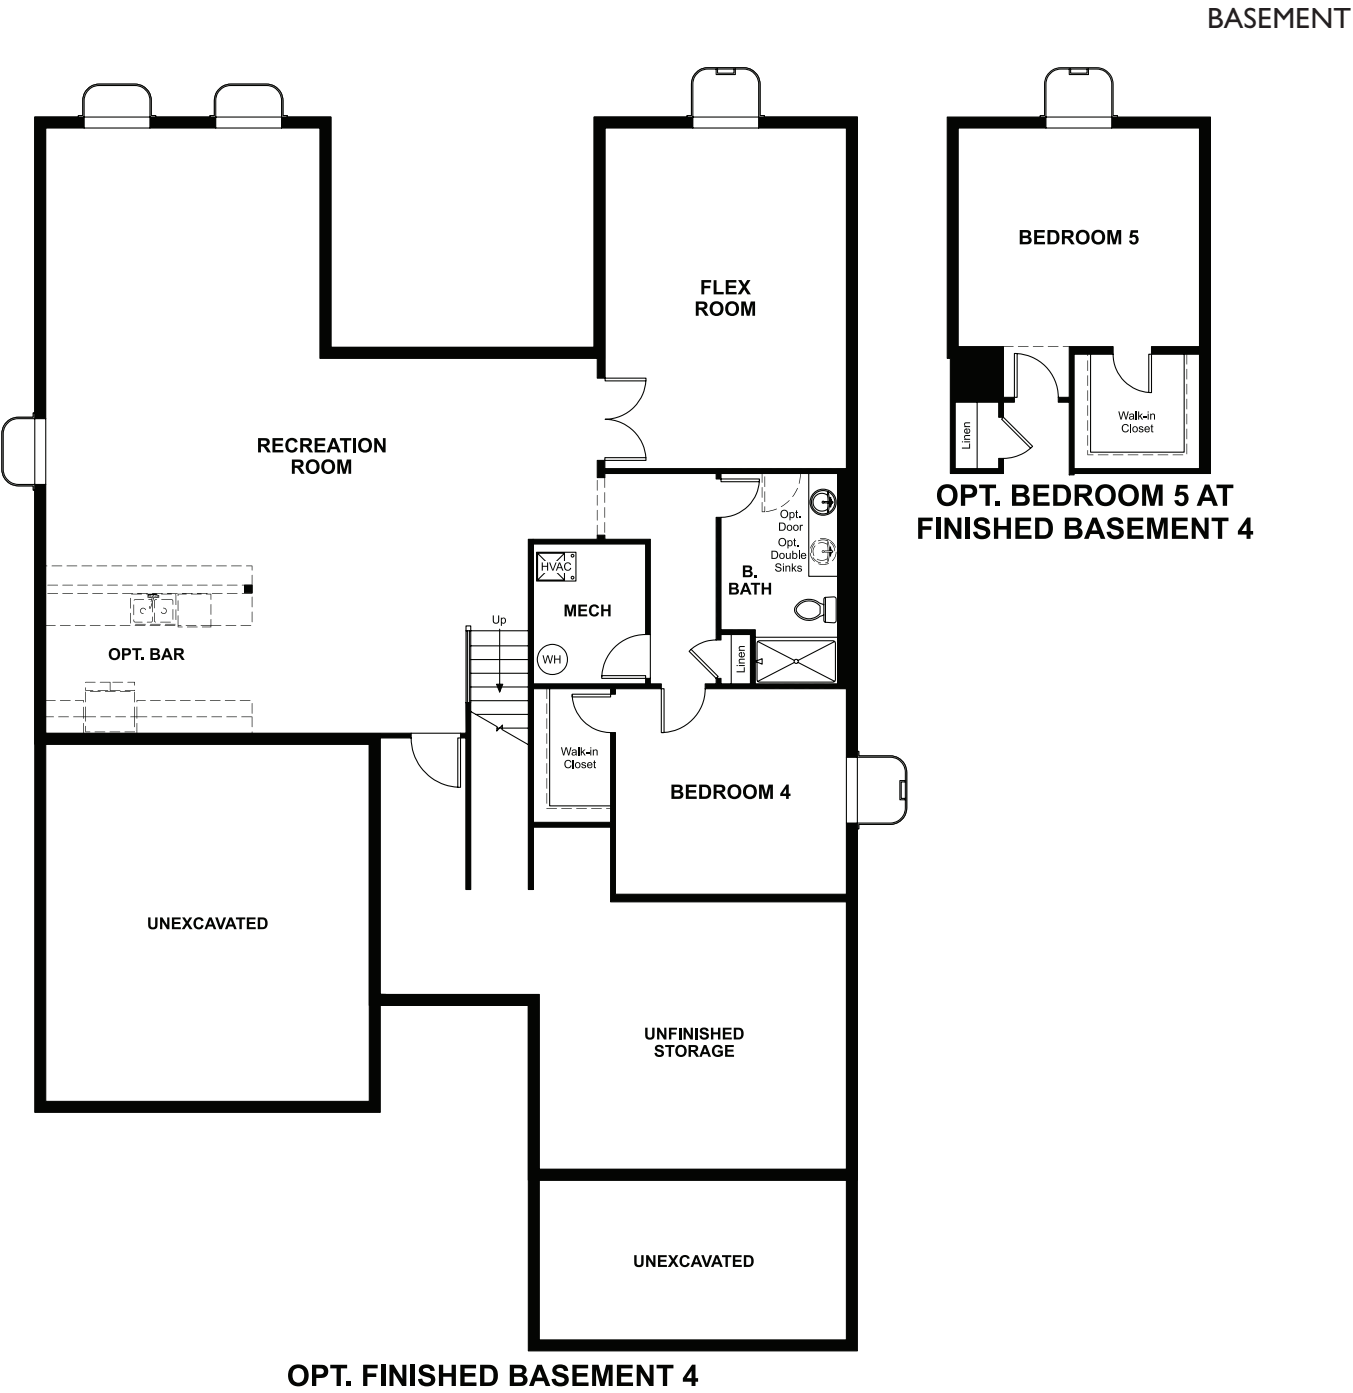 BASEMENT
FLEX
ROOM
BEDROOM 5
Walk-in
Closet
Linen
OPT. BEDROOM 5 AT
FINISHED BASEMENT 4
RECREATION
ROOM
Opt.
Door
Opt.
Double
Sinks
B.
BATH
HVAC
MECH
WH
Linen
Up
OPT. BAR
Walk-in
Closet
BEDROOM 4
UNEXCAVATED
UNFINISHED
STORAGE
UNEXCAVATED
OPT. FINISHED BASEMENT 4